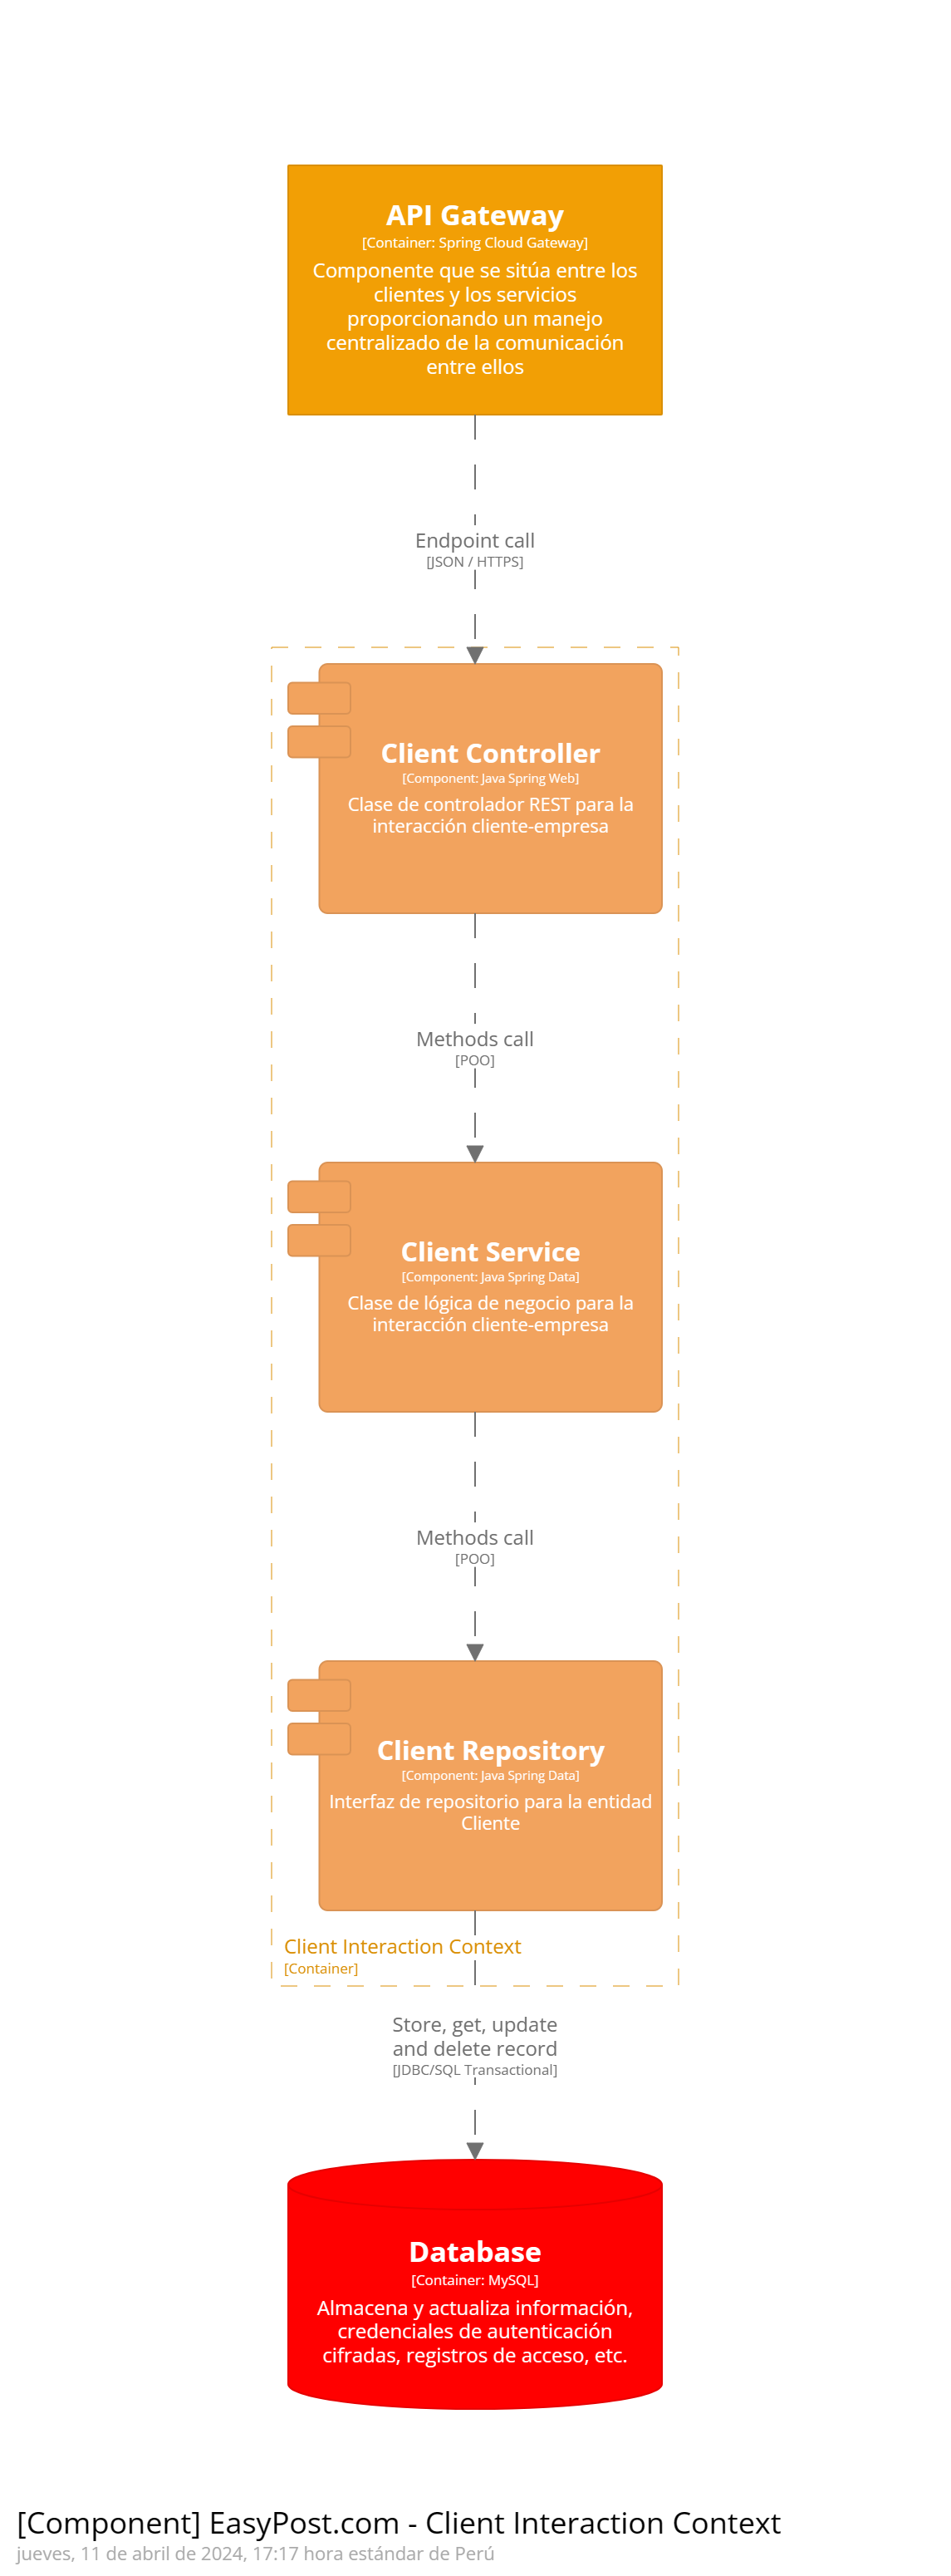 API Gateway
[Container: Spring Cloud Gateway]
Componente que se sitúa entre los
clientes y los servicios
proporcionando un manejo
centralizado de la comunicación
entre ellos
Endpoint call
[JSON / HTTPS]
Client Controller
[Component: Java Spring Web]
Clase de controlador REST para la
interacción cliente-empresa
Methods call
[POO]
Client Service
[Component: Java Spring Data]
Clase de lógica de negocio para la
interacción cliente-empresa
Methods call
[POO]
Client Repository
[Component: Java Spring Data]
Interfaz de repositorio para la entidad
Cliente
Client Interaction Context
[Container]
Store, get, update
and delete record
[JDBC/SQL Transactional]
Database
[Container: MySQL]
Almacena y actualiza información,
credenciales de autenticación
cifradas, registros de acceso, etc.
[Component] EasyPost.com - Client Interaction Context
jueves, 11 de abril de 2024, 17:17 hora estándar de Perú